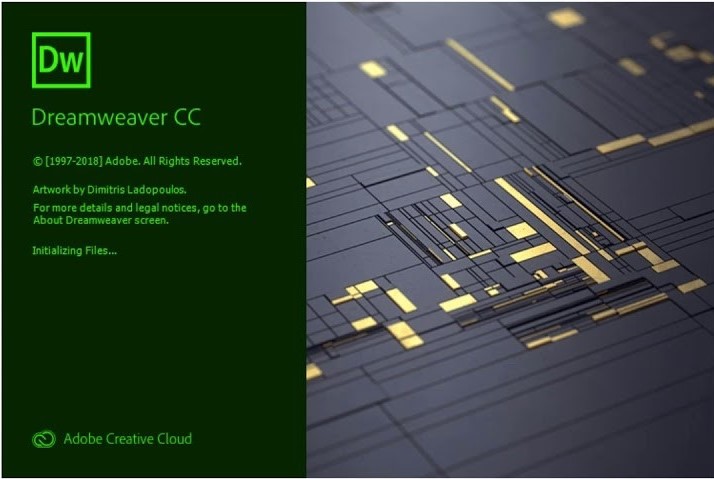 Dw
Dreamweaver CC
© [1997-2018] Adobe. All Rights Reserved.
Artwork by Dimitris Ladopoulos.
For more details and legal notices, go to the
About Dreamweaver screen.
Initializing Files...
Adobe Creative Cloud